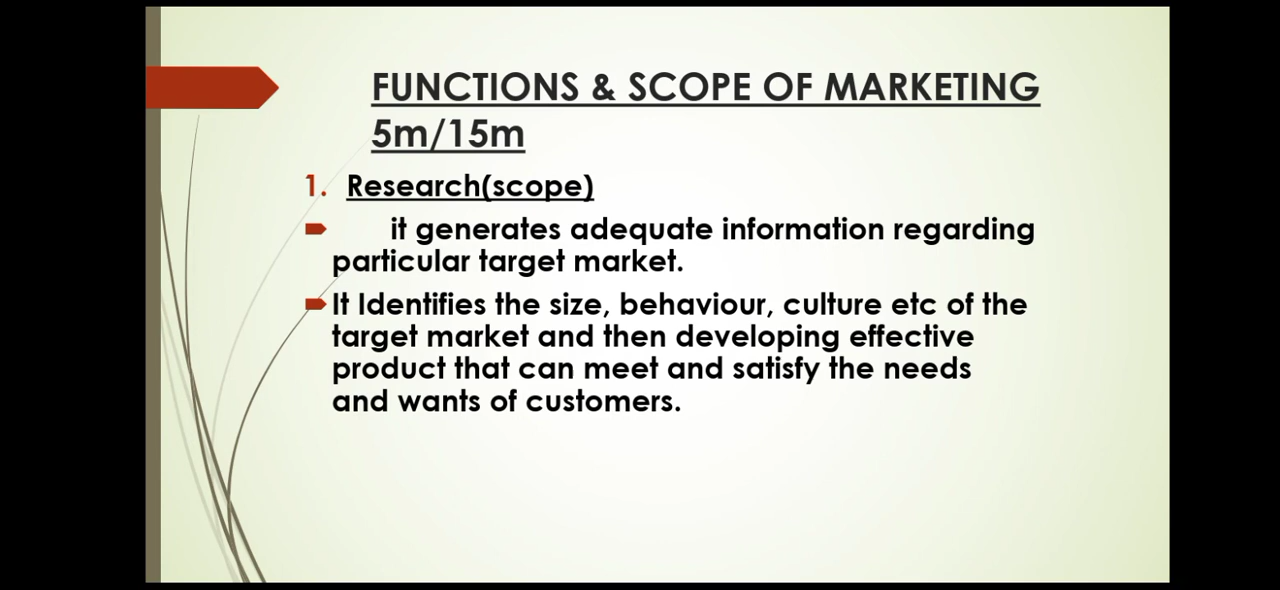 FUNCTIONS & SCOPE OF MARKETING
5m/15m
1. Research(scope)
it generates adequate information regarding
particular target market.
It Identifies the size, behaviour, culture etc of the
target market and then developing effective
product that can meet and satisfy the needs
and wants of customers.